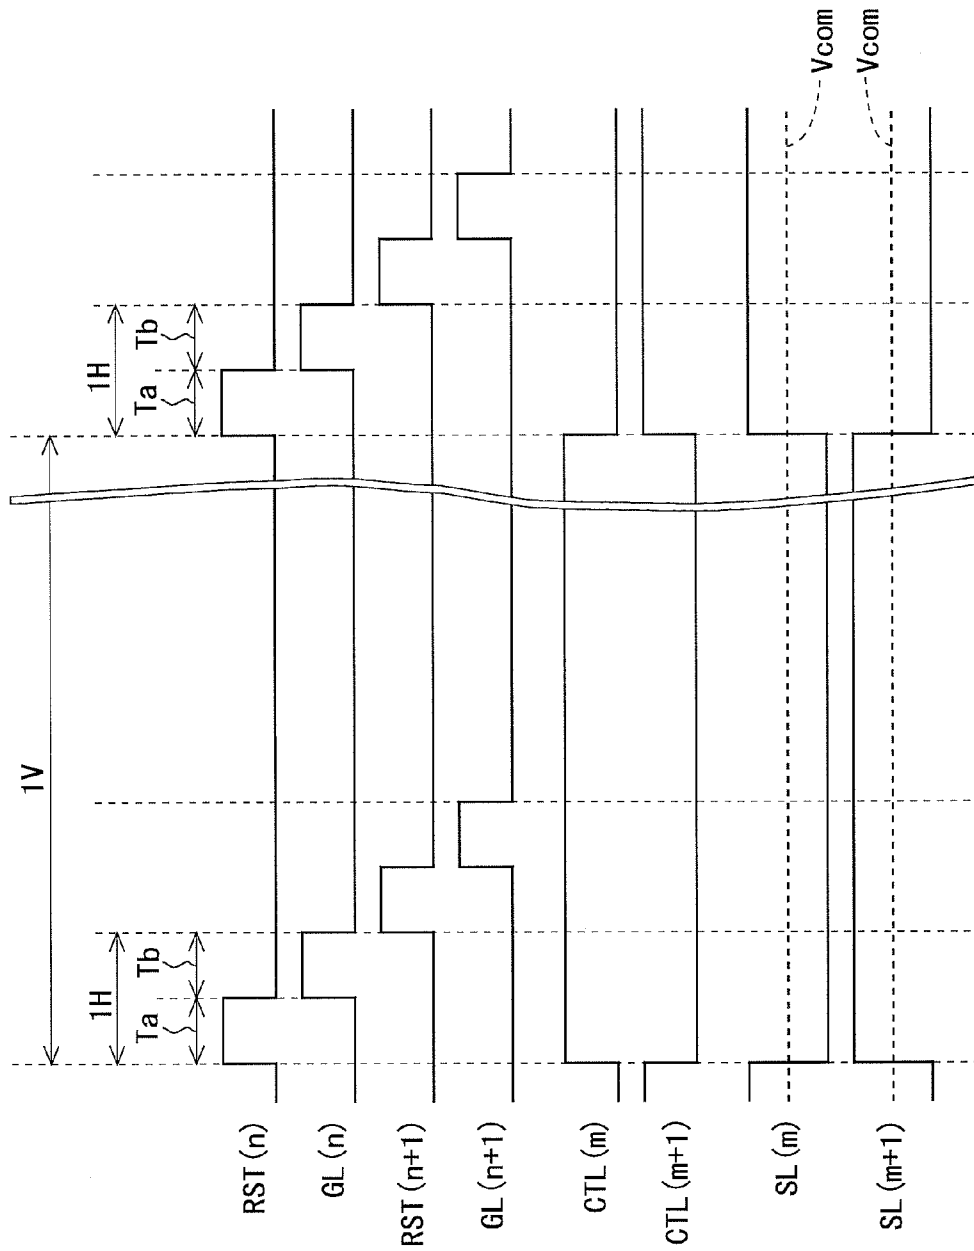 1V
1H
Ta
Tb
1H
Ta
Tb
RST(n)
GL(n)
RST(n+1)
GL(n+1)
CTL(m)
CTL(m+1)
SL(m)
Vcom
SL(m+1)
Vcom